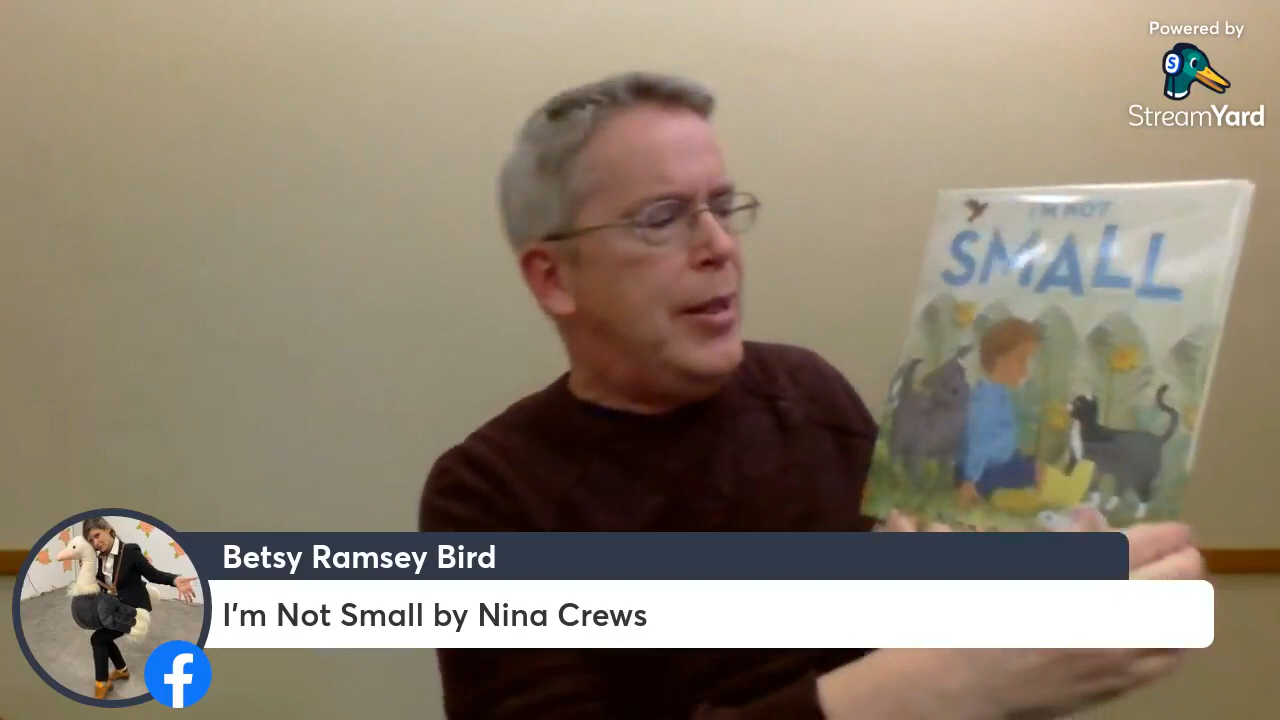 Powered by
S
StreamYard
I'M NOT
SMALL
Betsy Ramsey Bird
I'm Not Small by Nina Crews